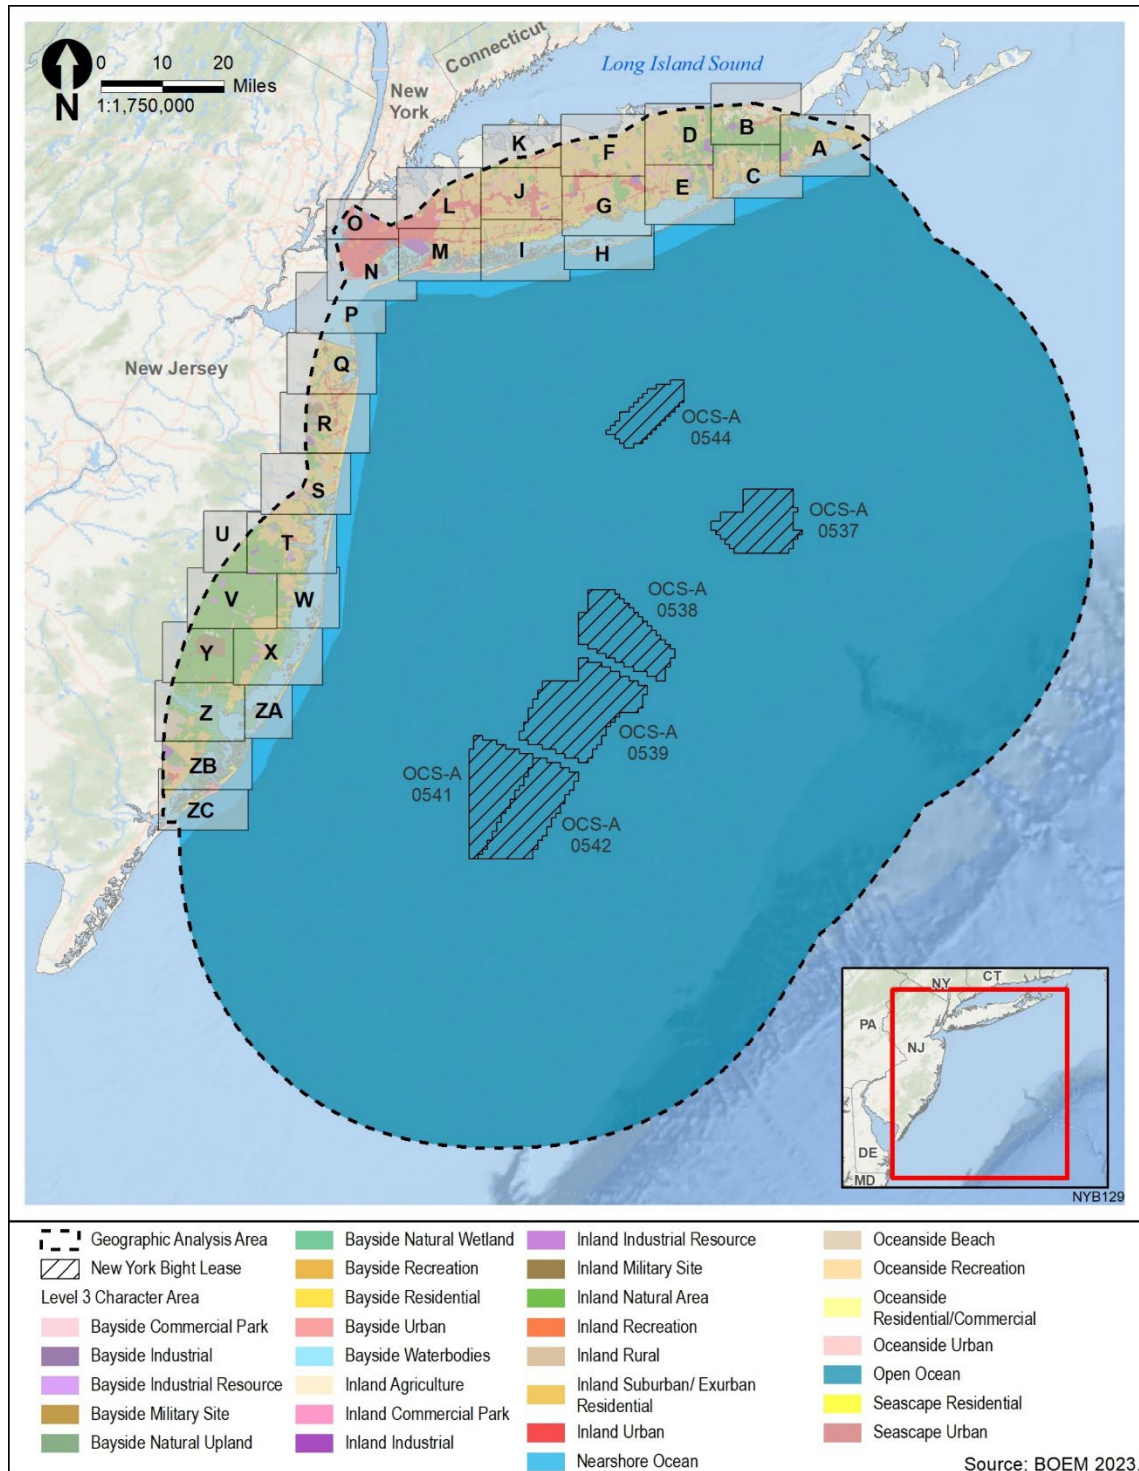 Connecticut
Long Island Sound
0 10 20
Miles
1:1,750,000
N
New
York
B
D
K
F
A
J
C
E
L
G
O
I
H
M
N
P
New Jersey
Q
OCS-A
0544
R
S
OCS-A
0537
U
T
V
W
OCS-A
0538
Y
X
Z
ZA
OCS-A
0539
ZB
OCS-A
0541
ZC
OCS-A
0542
NY
CT
PA
NJ
DE
MD
NYB129
Geographic Analysis Area
New York Bight Lease
Level 3 Character Area
Bayside Commercial Park
Bayside Industrial
Bayside Industrial Resource
Bayside Military Site
Bayside Natural Upland
Bayside Natural Wetland
Bayside Recreation
Bayside Residential
Bayside Urban
Bayside Waterbodies
Inland Agriculture
Inland Commercial Park
Inland Industrial
Inland Industrial Resource
Inland Military Site
Inland Natural Area
Inland Recreation
Inland Rural
Inland Suburban/ Exurban
Residential
Inland Urban
Nearshore Ocean
Oceanside Beach
Oceanside Recreation
Oceanside
Residential/Commercial
Oceanside Urban
Open Ocean
Seascape Residential
Seascape Urban
Source: BOEM 2023.